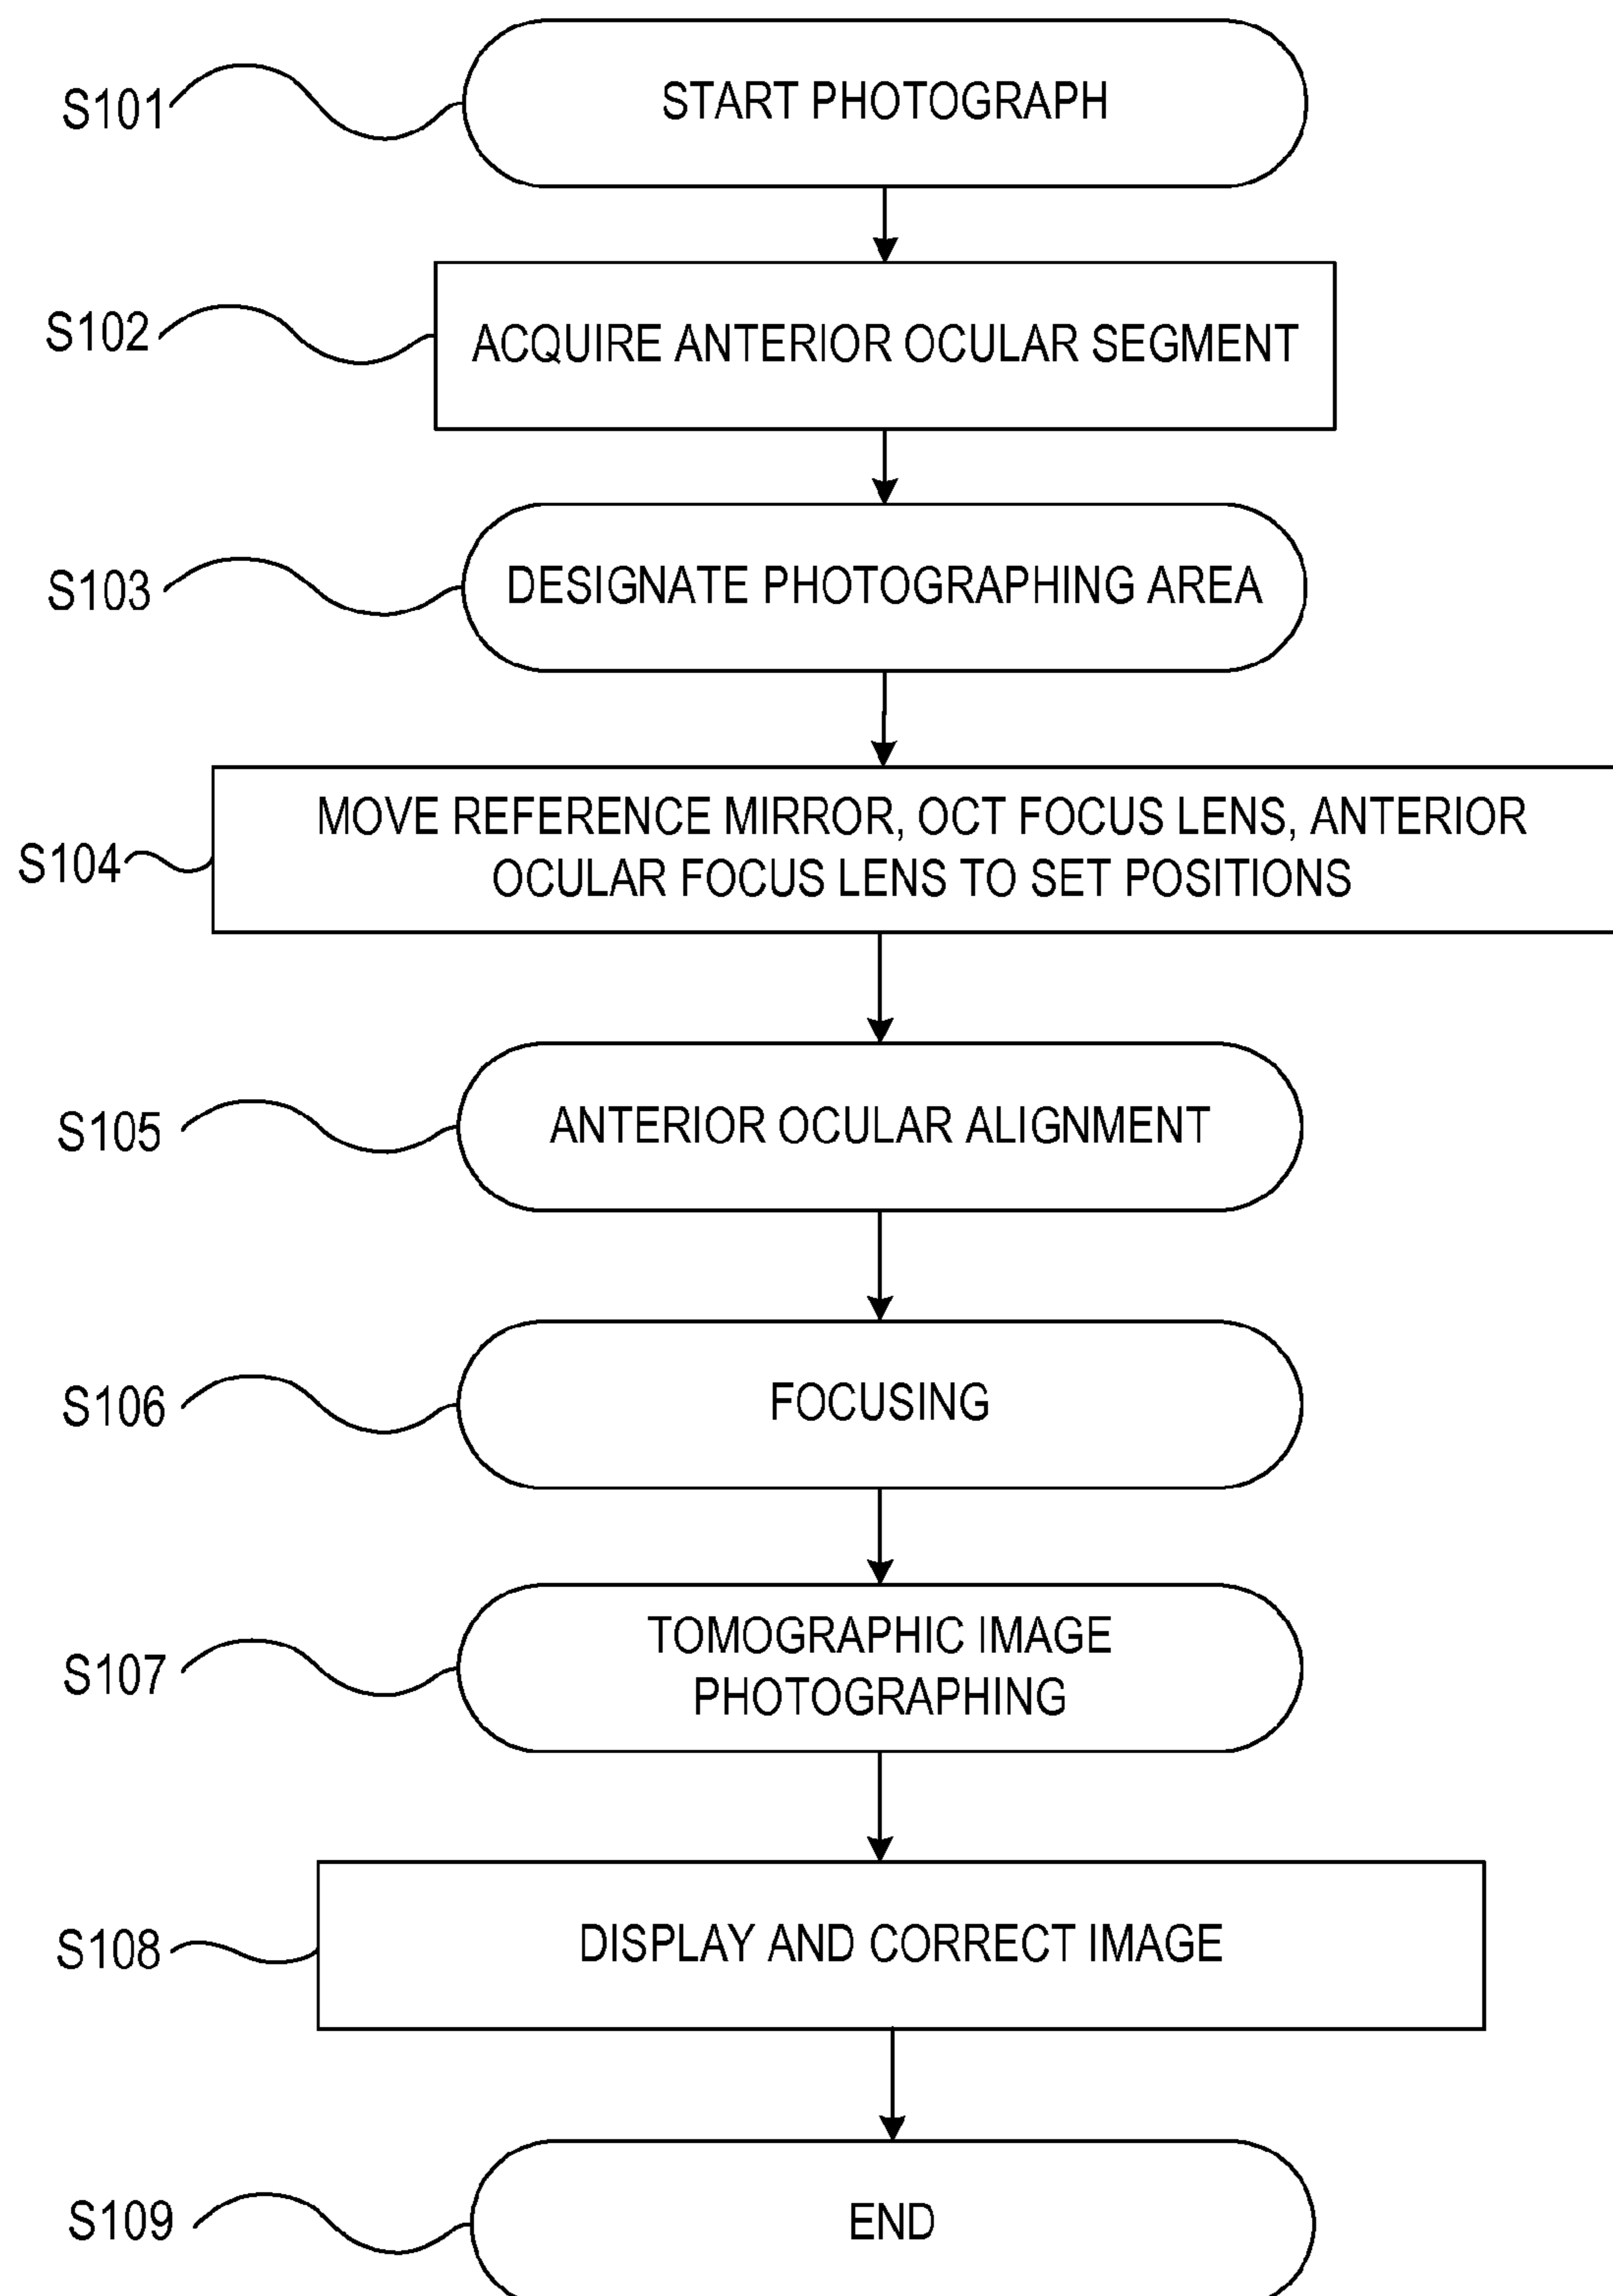 S101
START PHOTOGRAPH
S102
ACQUIRE ANTERIOR OCULAR SEGMENT
S103
DESIGNATE PHOTOGRAPHING AREA
S104
MOVE REFERENCE MIRROR, OCT FOCUS LENS, ANTERIOR
OCULAR FOCUS LENS TO SET POSITIONS
S105
ANTERIOR OCULAR ALIGNMENT
S106
FOCUSING
S107
TOMOGRAPHIC IMAGE
PHOTOGRAPHING
S108
DISPLAY AND CORRECT IMAGE
S109
END